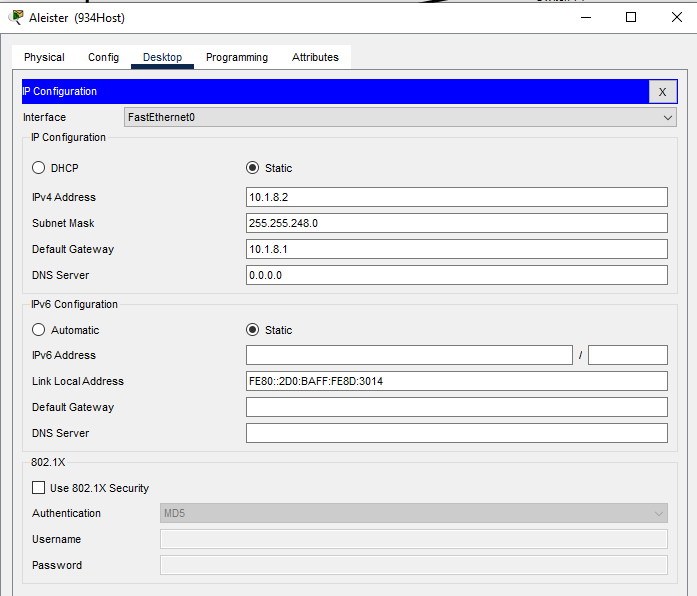 Aleister (934Host)
Physical Config Desktop Programming Attributes
IP Configuration X
Interface FastEthernet0
IP Configuration
DHCP Static
IPv4 Address 10.1.8.2
Subnet Mask 255.255.248.0
Default Gateway 10.1.8.1
DNS Server 0.0.0.0
IPv6 Configuration
Automatic Static
IPv6 Address /
Link Local Address FE80::2D0:BAFF:FE8D:3014
Default Gateway
DNS Server
802.1X
Use 802.1X Security
Authentication MD5
Username
Password